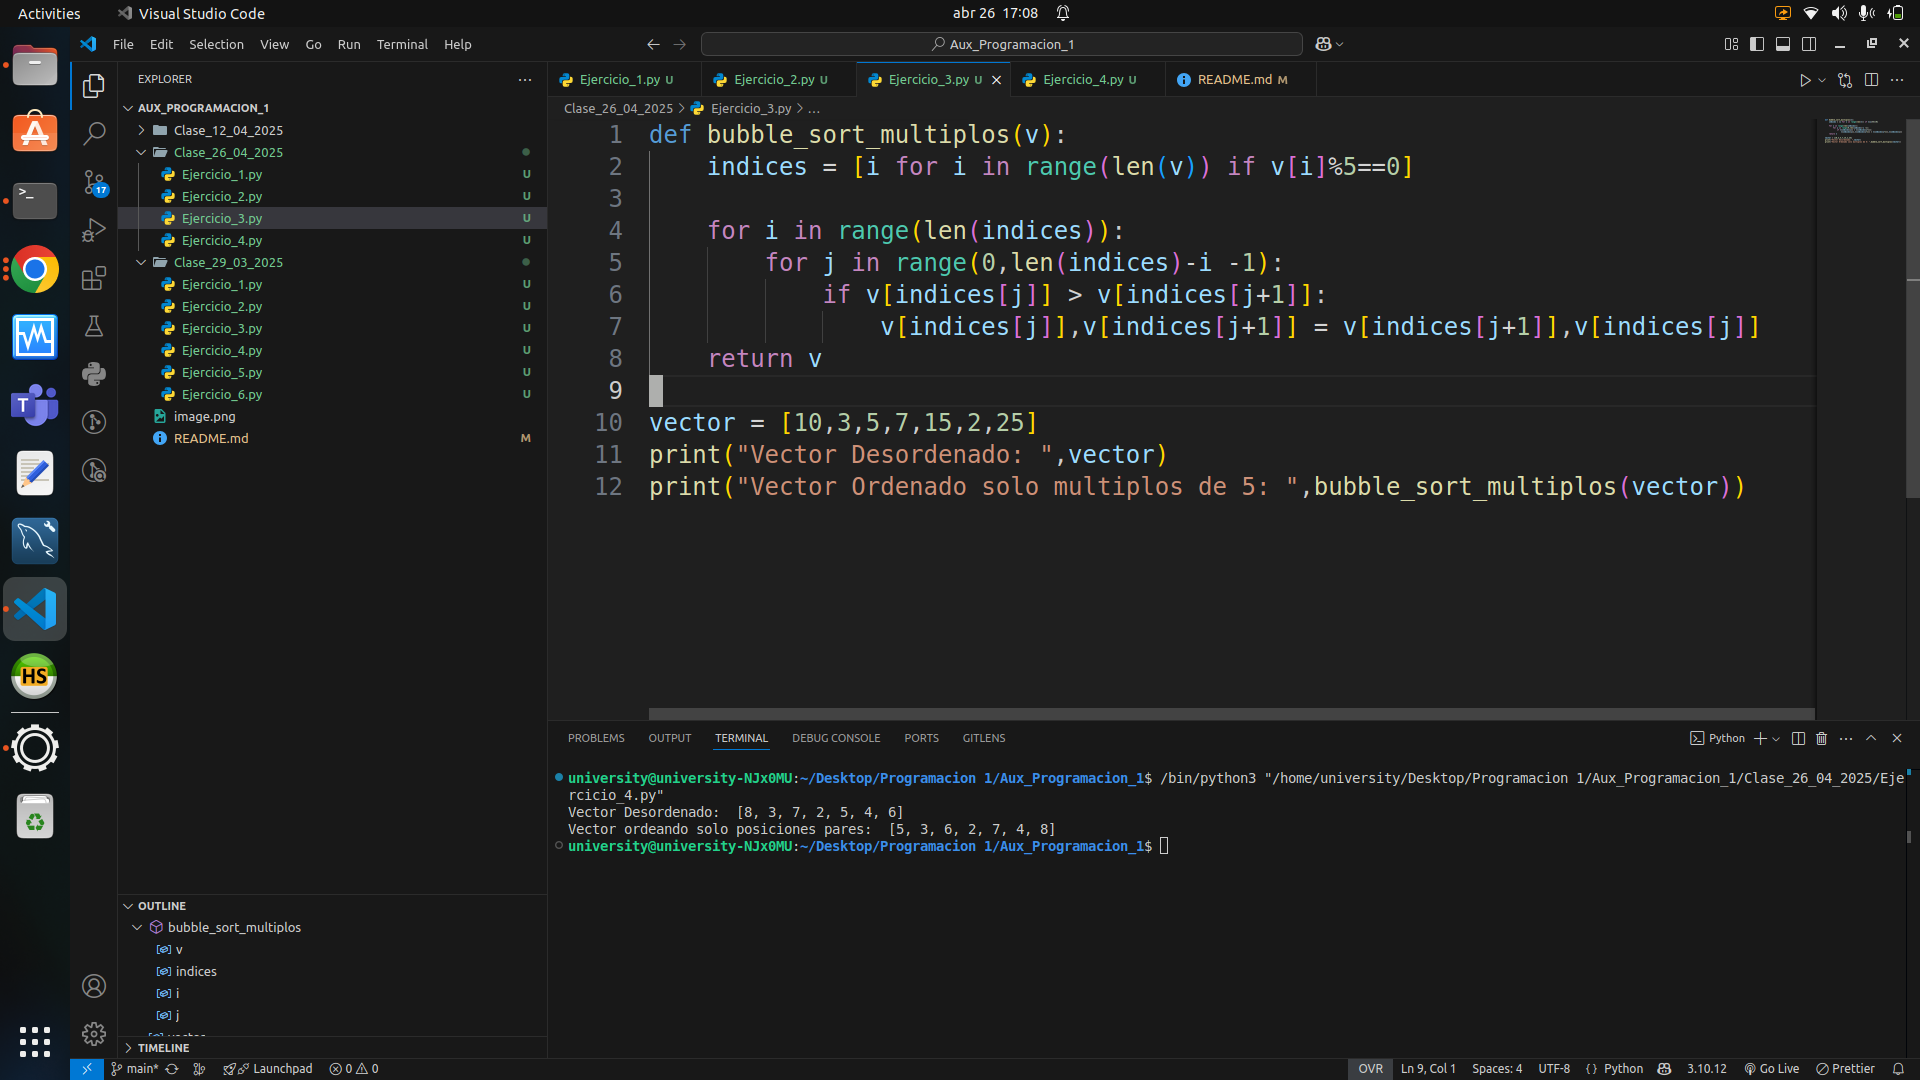 Activities
Visual Studio Code
abr 26 17:08
File Edit Selection View Go Run Terminal Help
Aux_Programacion_1
EXPLORER
AUX_PROGRAMACION_1
Clase_12_04_2025
Clase_26_04_2025
Ejercicio_1.py U
Ejercicio_2.py U
Ejercicio_3.py U
Ejercicio_4.py U
Clase_29_03_2025
Ejercicio_1.py U
Ejercicio_2.py U
Ejercicio_3.py U
Ejercicio_4.py U
Ejercicio_5.py U
Ejercicio_6.py U
image.png
README.md M
17
HS
OUTLINE
bubble_sort_multiplos
v
indices
i
j
TIMELINE
Ejercicio_1.py U Ejercicio_2.py U Ejercicio_3.py U Ejercicio_4.py U README.md M
Clase_26_04_2025 > Ejercicio_3.py > ...
1 def bubble_sort_multiplos(v):
2 indices = [i for i in range(len(v)) if v[i]%5==0]
3
4 for i in range(len(indices)):
5 for j in range(0,len(indices)-i -1):
6 if v[indices[j]] > v[indices[j+1]]:
7 v[indices[j]],v[indices[j+1]] = v[indices[j+1]],v[indices[j]]
8 return v
9
10 vector = [10,3,5,7,15,2,25]
11 print("Vector Desordenado: ",vector)
12 print("Vector Ordenado solo multiplos de 5: ",bubble_sort_multiplos(vector))
PROBLEMS OUTPUT TERMINAL DEBUG CONSOLE PORTS GITLENS
Python
university@university-NJx0MU:~/Desktop/Programacion 1/Aux_Programacion_1$ /bin/python3 "/home/university/Desktop/Programacion 1/Aux_Programacion_1/Clase_26_04_2025/Eje
rcicio_4.py"
Vector Desordenado:  [8, 3, 7, 2, 5, 4, 6]
Vector ordeando solo posiciones pares:  [5, 3, 6, 2, 7, 4, 8]
university@university-NJx0MU:~/Desktop/Programacion 1/Aux_Programacion_1$
main* Launchpad 0 0 OVR Ln 9, Col 1 Spaces: 4 UTF-8 {} Python 3.10.12 Go Live Prettier